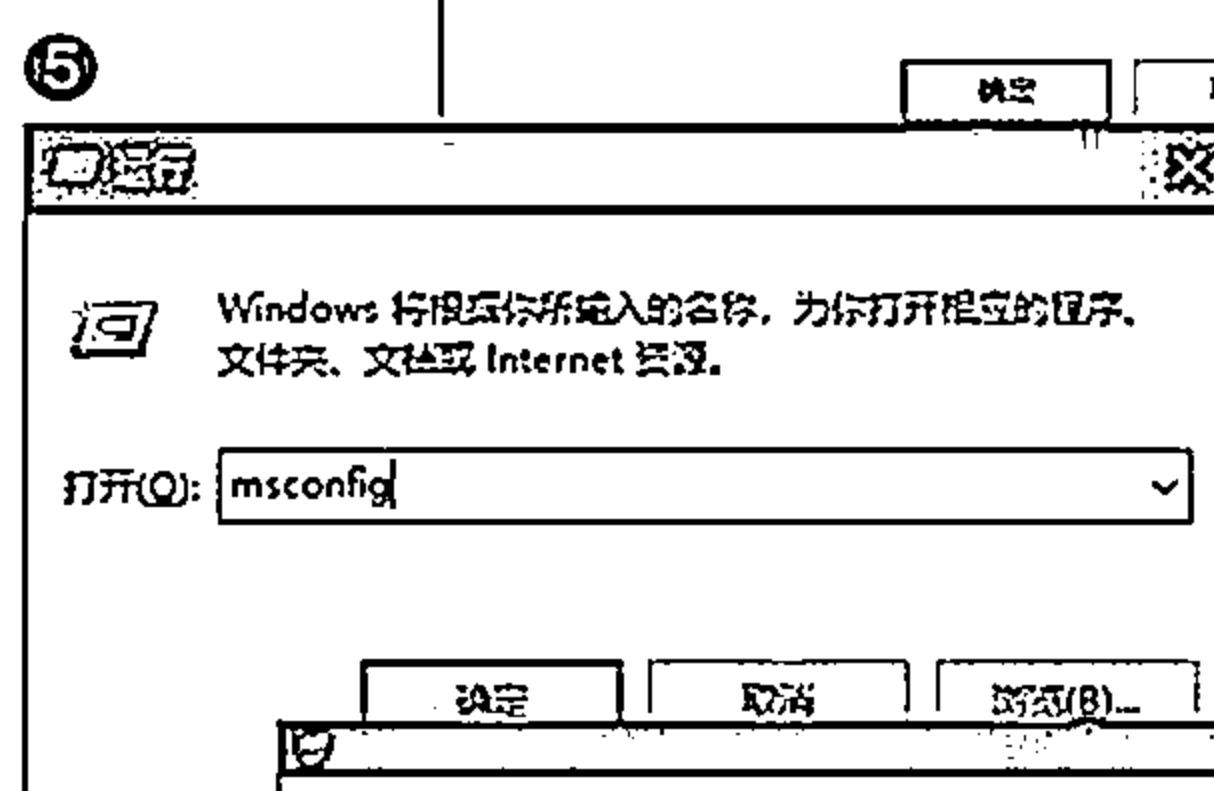 ⑤
确定
运行
Windows 将根据你所输入的名称，为你打开相应的程序、
文件夹、文档或 Internet 资源。
打开(O): msconfig
确定 取消 浏览(B)...